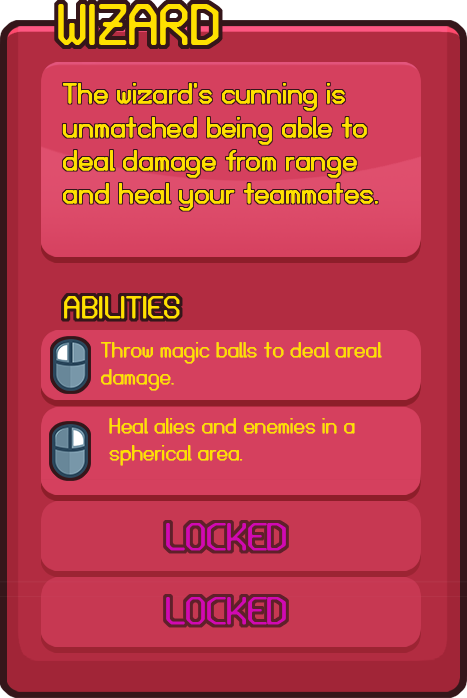 WIZARD
The wizard's cunning is
unmatched being able to
deal damage from range
and heal your teammates.
ABILITIES
Throw magic balls to deal areal
damage.
Heal alies and enemies in a
spherical area.
LOCKED
LOCKED